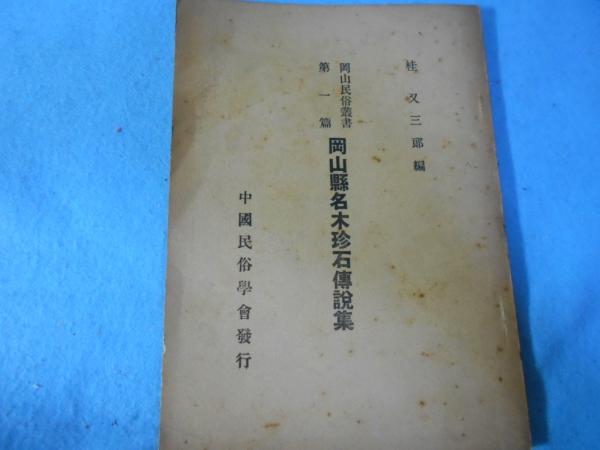 桂又三郎編
岡山民俗叢書
第一篇
岡山縣名木珍石傳說集
中國民俗學會發行